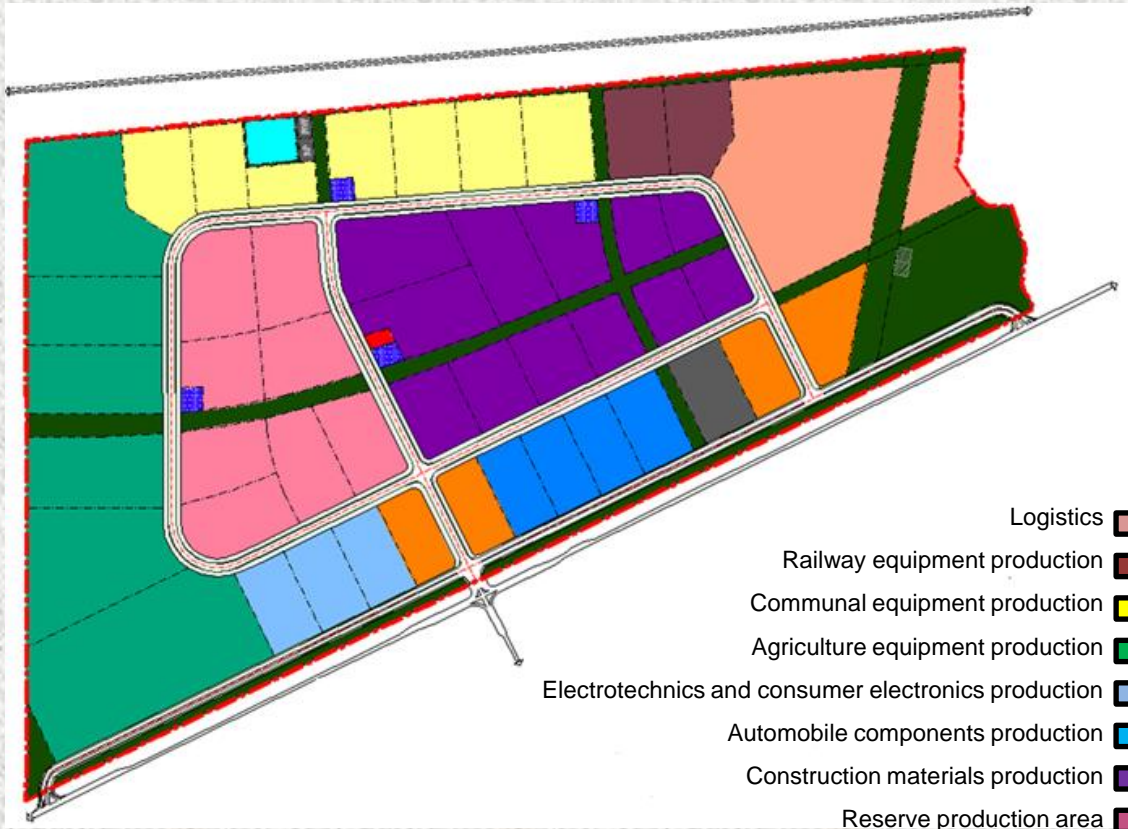 Logistics
Railway equipment production
Communal equipment production
Agriculture equipment production
Electrotechnics and consumer electronics production
Automobile components production
Construction materials production
Reserve production area